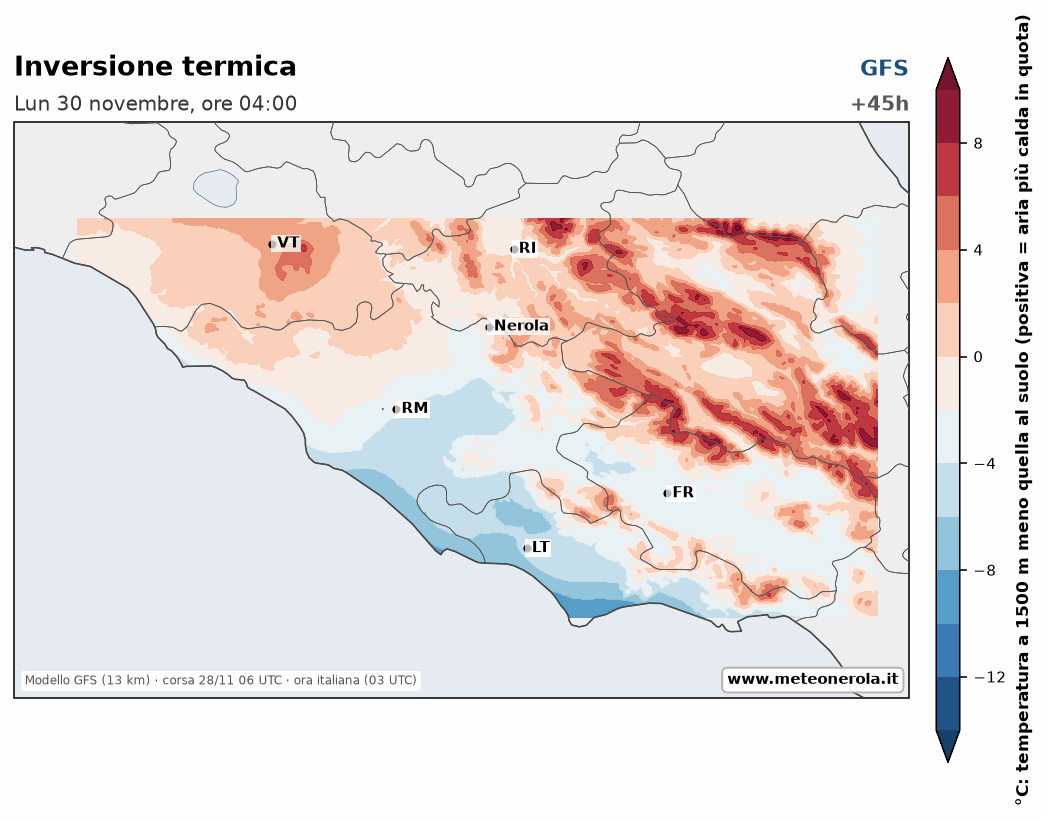 Inversione termica
GFS
Lun 30 novembre, ore 04:00
+45h
VT
RI
Nerola
RM
FR
LT
8
4
0
−4
−8
−12
°C: temperatura a 1500 m meno quella al suolo (positiva = aria più calda in quota)
Modello GFS (13 km) · corsa 28/11 06 UTC · ora italiana (03 UTC)
www.meteonerola.it